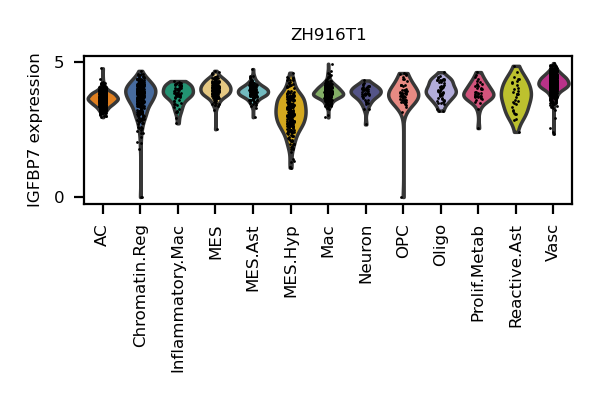 ZH916T1
IGFBP7 expression
5
0
AC
Chromatin.Reg
Inflammatory.Mac
MES
MES.Ast
MES.Hyp
Mac
Neuron
OPC
Oligo
Prolif.Metab
Reactive.Ast
Vasc